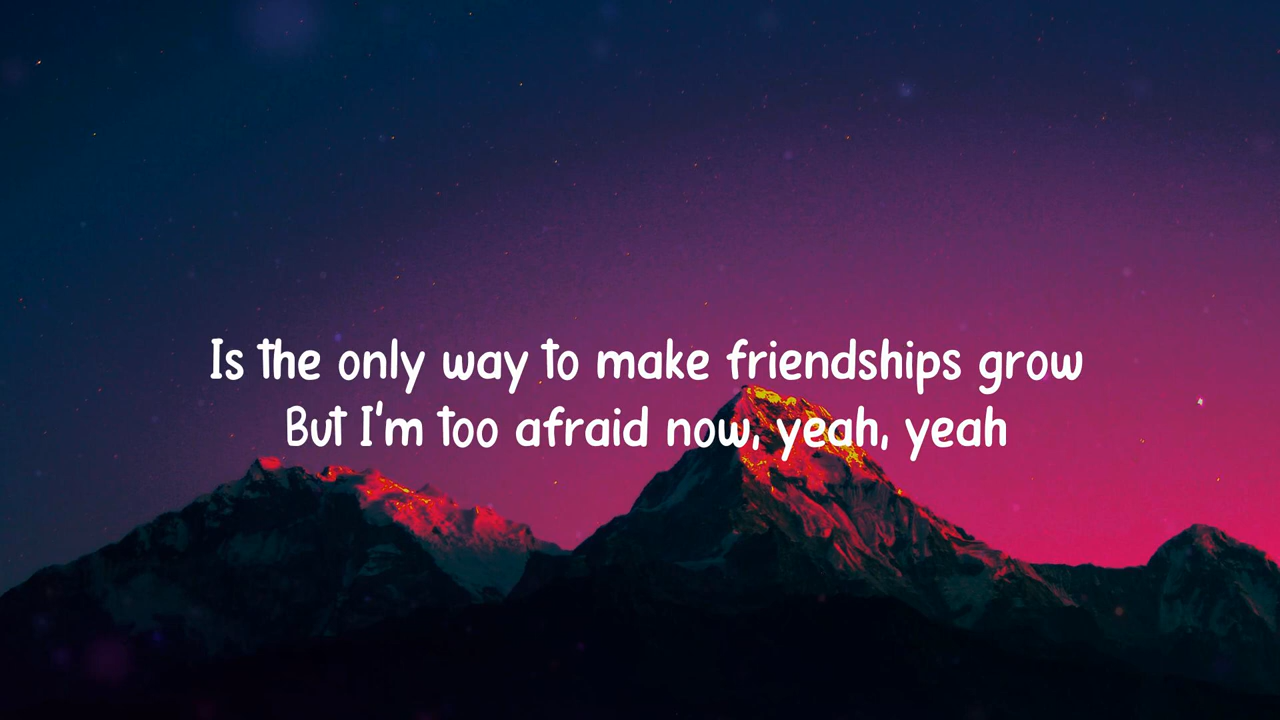 Is the only way to make friendships grow
But I'm too afraid now, yeah, yeah